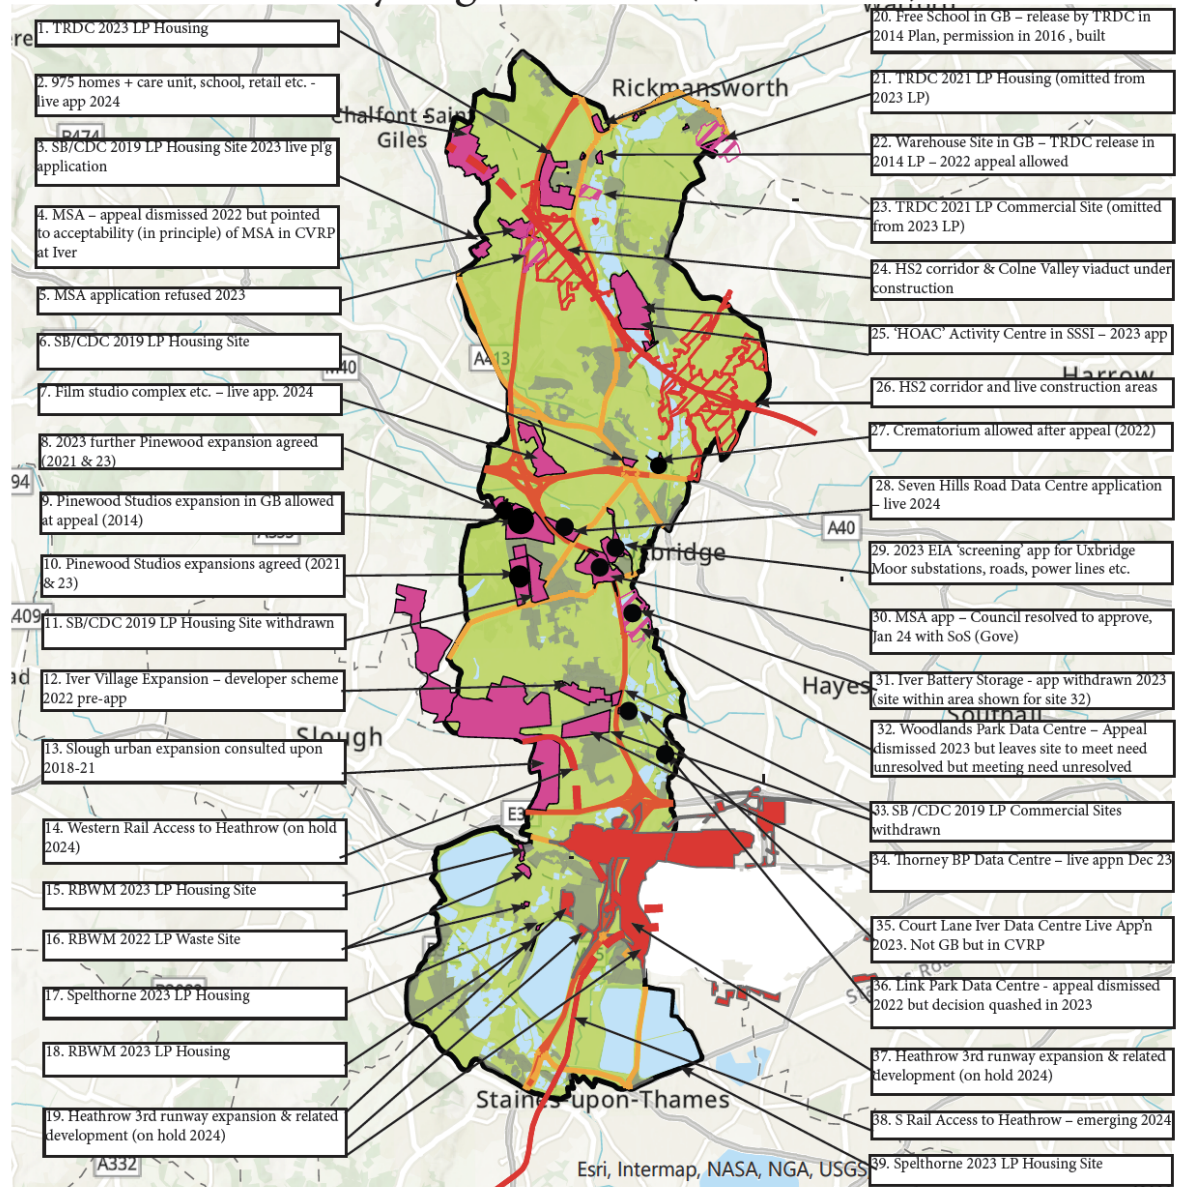 1. TRDC 2023 LP Housing
2. 975 homes + care unit, school, retail etc. -
live app 2024
3. SB/CDC 2019 LP Housing Site 2023 live pl'g
application
4. MSA – appeal dismissed 2022 but pointed
to acceptability (in principle) of MSA in CVRP
at Iver
5. MSA application refused 2023
6. SB/CDC 2019 LP Housing Site
7. Film studio complex etc. – live app. 2024
8. 2023 further Pinewood expansion agreed
(2021 & 23)
9. Pinewood Studios expansion in GB allowed
at appeal (2014)
10. Pinewood Studios expansions agreed (2021
& 23)
11. SB/CDC 2019 LP Housing Site withdrawn
12. Iver Village Expansion – developer scheme
2022 pre-app
13. Slough urban expansion consulted upon
2018-21
14. Western Rail Access to Heathrow (on hold
2024)
15. RBWM 2023 LP Housing Site
16. RBWM 2022 LP Waste Site
17. Spelthorne 2023 LP Housing
18. RBWM 2023 LP Housing
19. Heathrow 3rd runway expansion & related
development (on hold 2024)
Rickmansworth
Chalfont Saint
Giles
A413
A40
Harrow
Hayes
Southall
Slough
Staines-upon-Thames
A332
Esri, Intermap, NASA, NGA, USGS
20. Free School in GB – release by TRDC in
2014 Plan, permission in 2016 , built
21. TRDC 2021 LP Housing (omitted from
2023 LP)
22. Warehouse Site in GB – TRDC release in
2014 LP – 2022 appeal allowed
23. TRDC 2021 LP Commercial Site (omitted
from 2023 LP)
24. HS2 corridor & Colne Valley viaduct under
construction
25. ‘HOAC’ Activity Centre in SSSI – 2023 app
26. HS2 corridor and live construction areas
27. Crematorium allowed after appeal (2022)
28. Seven Hills Road Data Centre application
– live 2024
29. 2023 EIA ‘screening’ app for Uxbridge
Moor substations, roads, power lines etc.
30. MSA app – Council resolved to approve,
Jan 24 with SoS (Gove)
31. Iver Battery Storage - app withdrawn 2023
(site within area shown for site 32)
32. Woodlands Park Data Centre – Appeal
dismissed 2023 but leaves site to meet need
unresolved but meeting need unresolved
33. SB /CDC 2019 LP Commercial Sites
withdrawn
34. Thorney BP Data Centre – live appn Dec 23
35. Court Lane Iver Data Centre Live App'n
2023. Not GB but in CVRP
36. Link Park Data Centre - appeal dismissed
2022 but decision quashed in 2023
37. Heathrow 3rd runway expansion & related
development (on hold 2024)
38. S Rail Access to Heathrow – emerging 2024
39. Spelthorne 2023 LP Housing Site